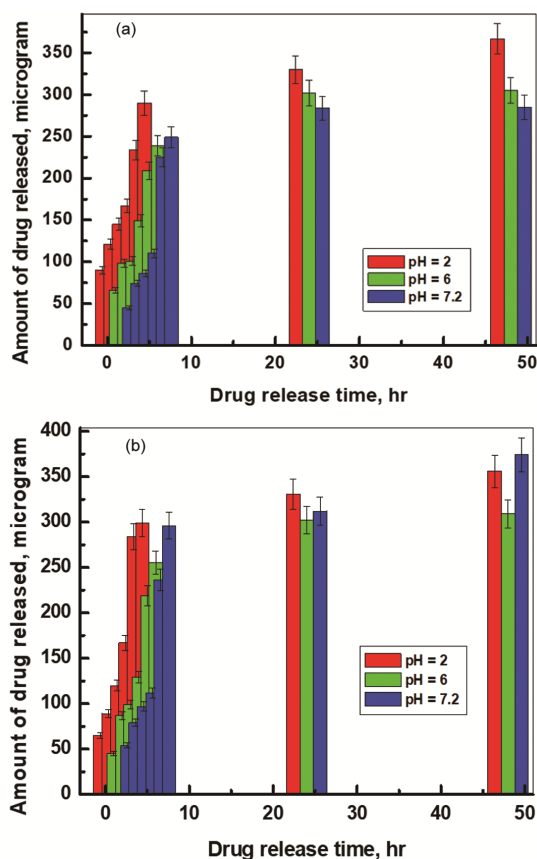 (a)
Amount of drug released, microgram
350
300
250
200
150
100
50
0
pH = 2
pH = 6
pH = 7.2
0
10
20
30
40
50
Drug release time, hr
(b)
Amount of drug released, microgram
400
350
300
250
200
150
100
50
0
pH = 2
pH = 6
pH = 7.2
0
10
20
30
40
50
Drug release time, hr